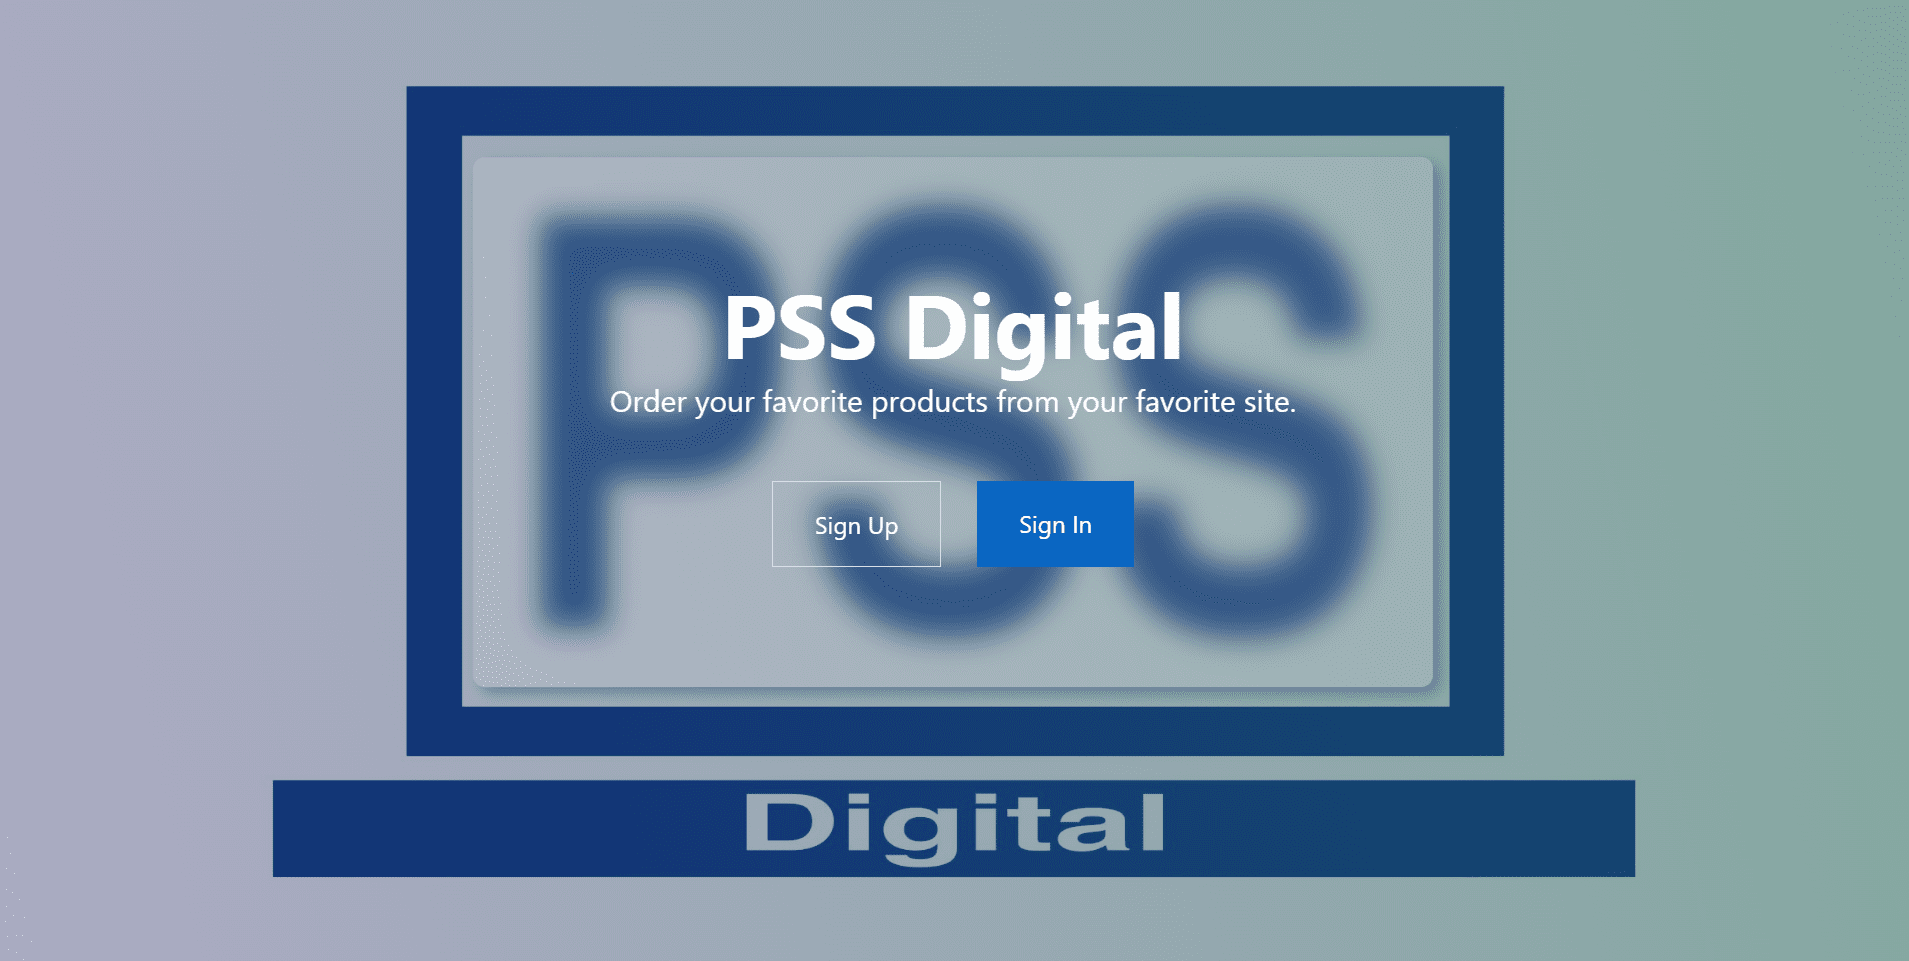 PSS
PSS Digital
Order your favorite products from your favorite site.
Sign Up
Sign In
Digital